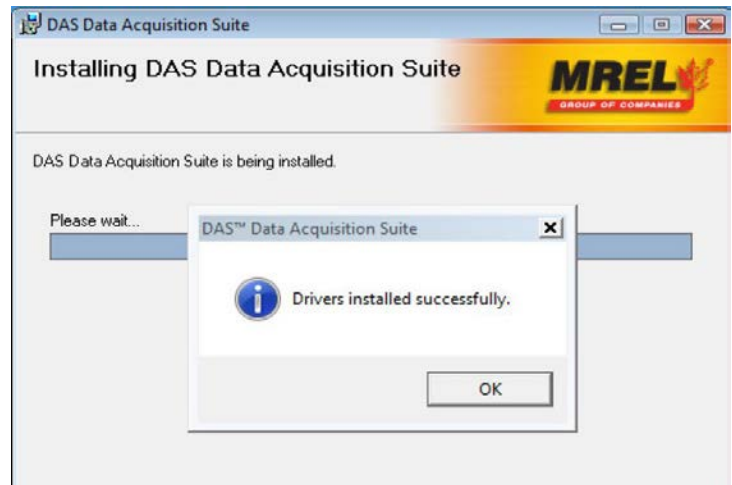 DAS Data Acquisition Suite
Installing DAS Data Acquisition Suite
MREL
GROUP OF COMPANIES
DAS Data Acquisition Suite is being installed.
Please wait...
DAS™ Data Acquisition Suite
Drivers installed successfully.
OK